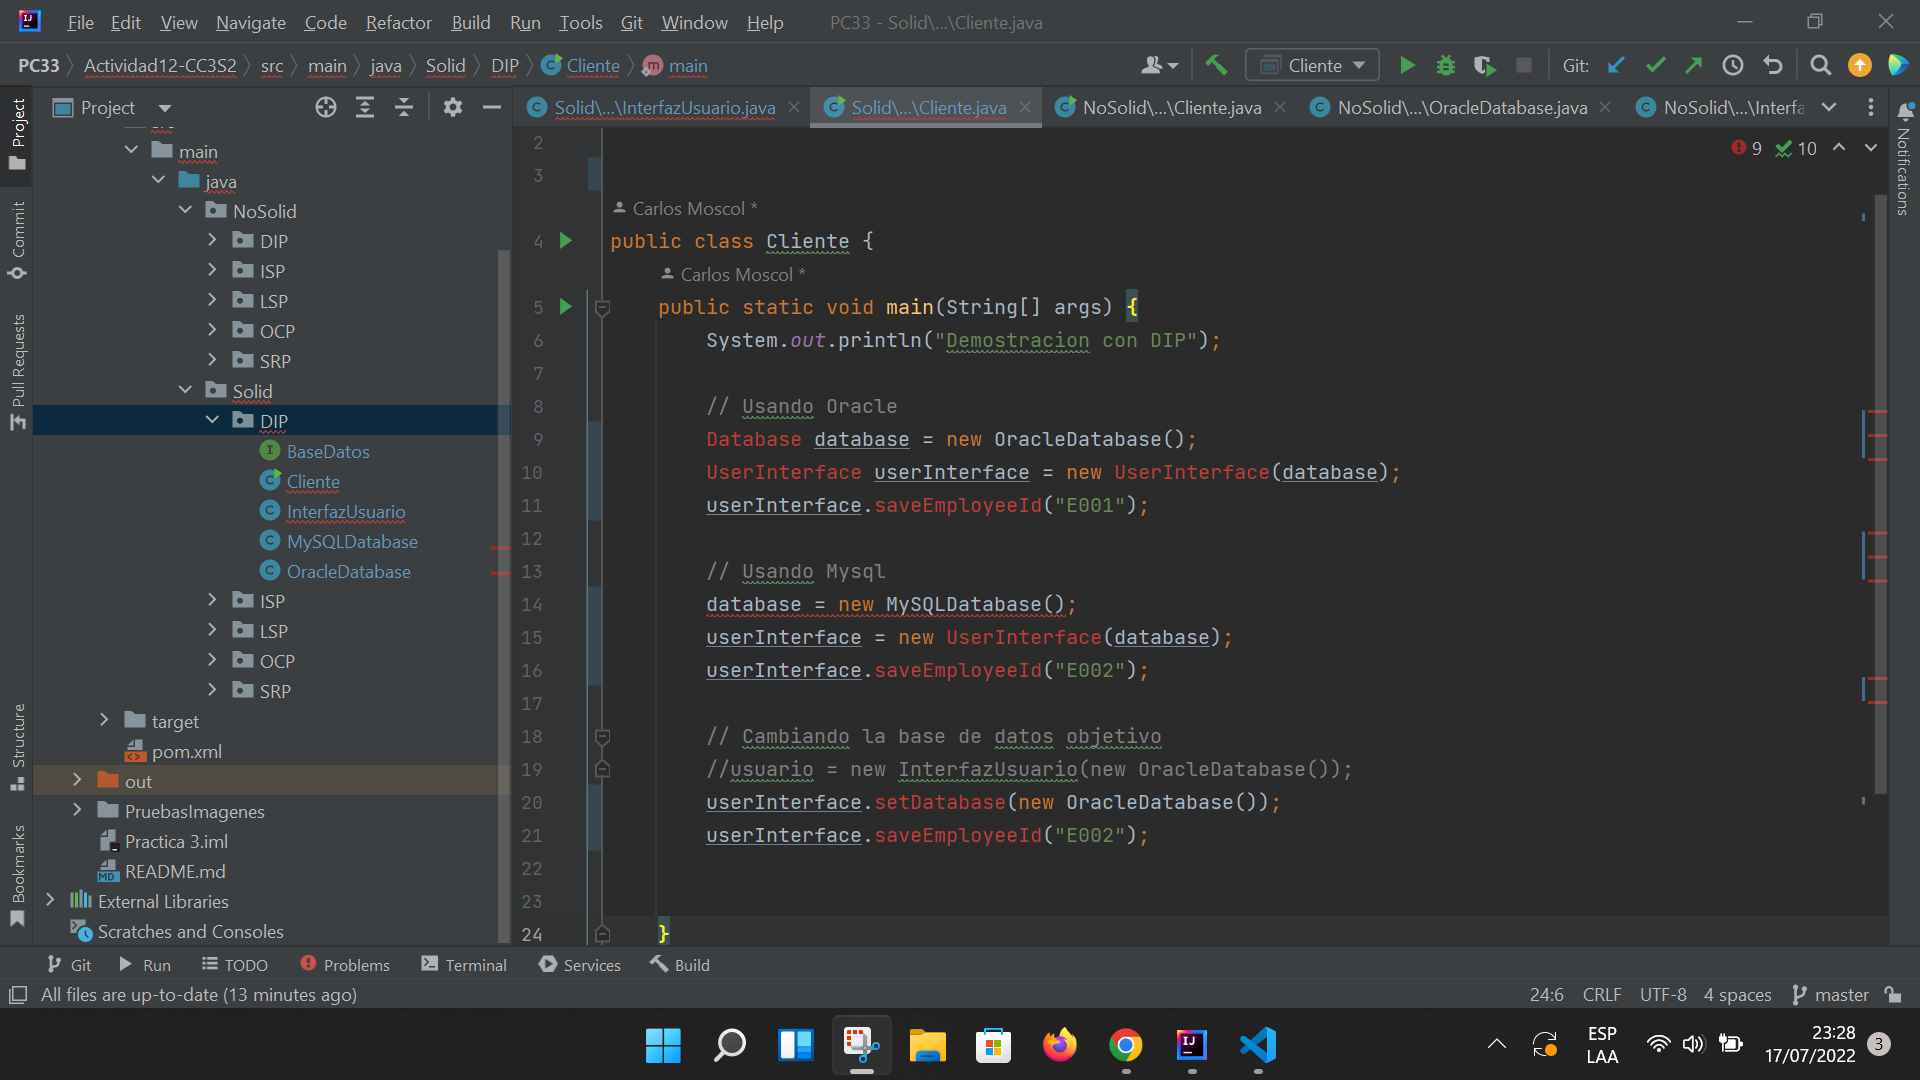 File Edit View Navigate Code Refactor Build Run Tools Git Window Help PC33 - Solid\...\Cliente.java
PC33 Actividad12-CC3S2 src main java Solid DIP Cliente main Cliente Git:
Project
Solid\...\InterfazUsuario.java Solid\...\Cliente.java NoSolid\...\Cliente.java NoSolid\...\OracleDatabase.java NoSolid\...\Interfa
Project
Commit
Pull Requests
Structure
Bookmarks
Notifications
main
java
NoSolid
DIP
ISP
LSP
OCP
SRP
Solid
DIP
BaseDatos
Cliente
InterfazUsuario
MySQLDatabase
OracleDatabase
ISP
LSP
OCP
SRP
target
pom.xml
out
PruebasImagenes
Practica 3.iml
README.md
External Libraries
Scratches and Consoles
9 10
2
3
Carlos Moscol *
4 public class Cliente {
Carlos Moscol *
5 public static void main(String[] args) {
6 System.out.println("Demostracion con DIP");
7
8 // Usando Oracle
9 Database database = new OracleDatabase();
10 UserInterface userInterface = new UserInterface(database);
11 userInterface.saveEmployeeId("E001");
12
13 // Usando Mysql
14 database = new MySQLDatabase();
15 userInterface = new UserInterface(database);
16 userInterface.saveEmployeeId("E002");
17
18 // Cambiando la base de datos objetivo
19 //usuario = new InterfazUsuario(new OracleDatabase());
20 userInterface.setDatabase(new OracleDatabase());
21 userInterface.saveEmployeeId("E002");
22
23
24 }
Git Run TODO Problems Terminal Services Build
All files are up-to-date (13 minutes ago) 24:6 CRLF UTF-8 4 spaces master
ESP
LAA
23:28
17/07/2022
3